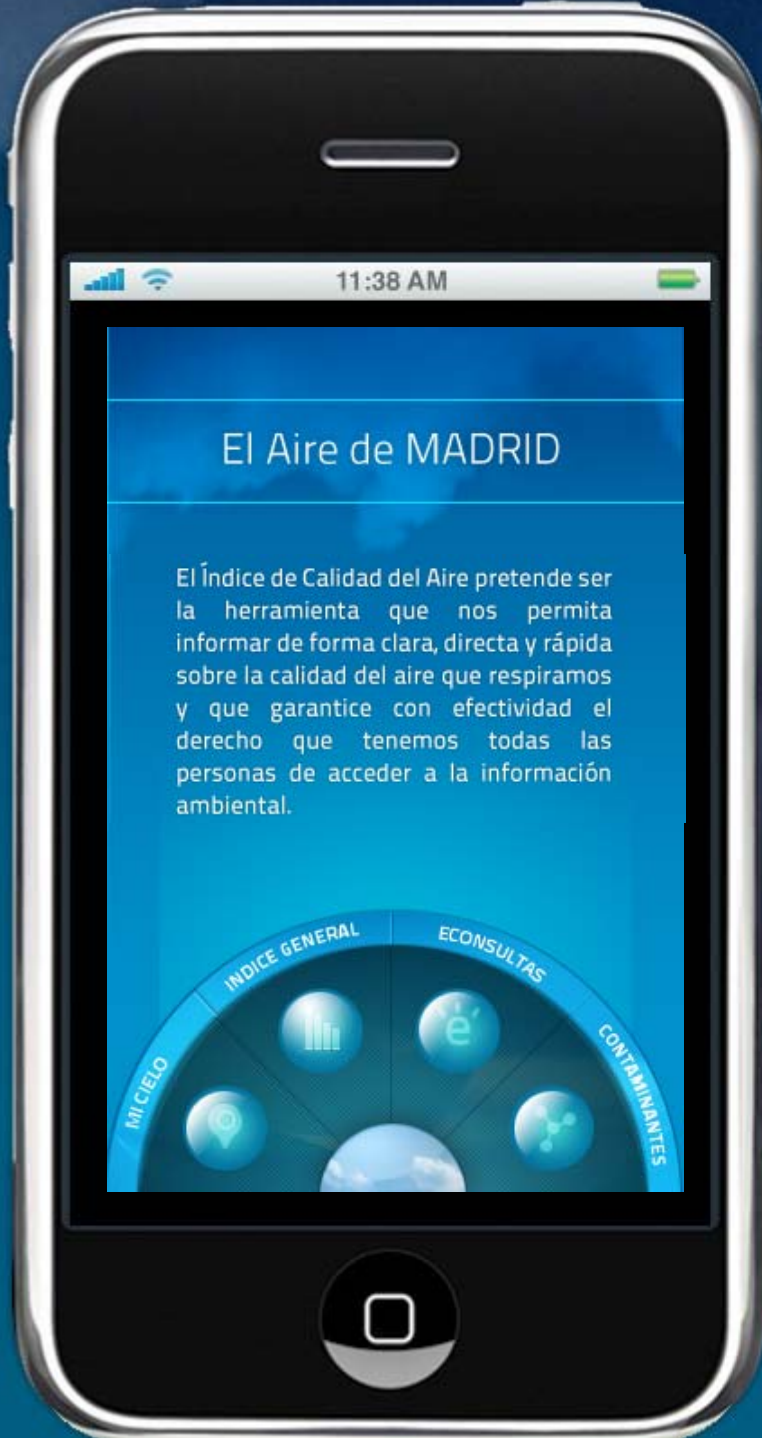 11:38 AM
El Aire de MADRID
El Índice de Calidad del Aire pretende ser
la herramienta que nos permita
informar de forma clara, directa y rápida
sobre la calidad del aire que respiramos
y que garantice con efectividad el
derecho que tenemos todas las
personas de acceder a la información
ambiental.
MI CIELO
INDICE GENERAL
ECONSULTAS
CONTAMINANTES
e